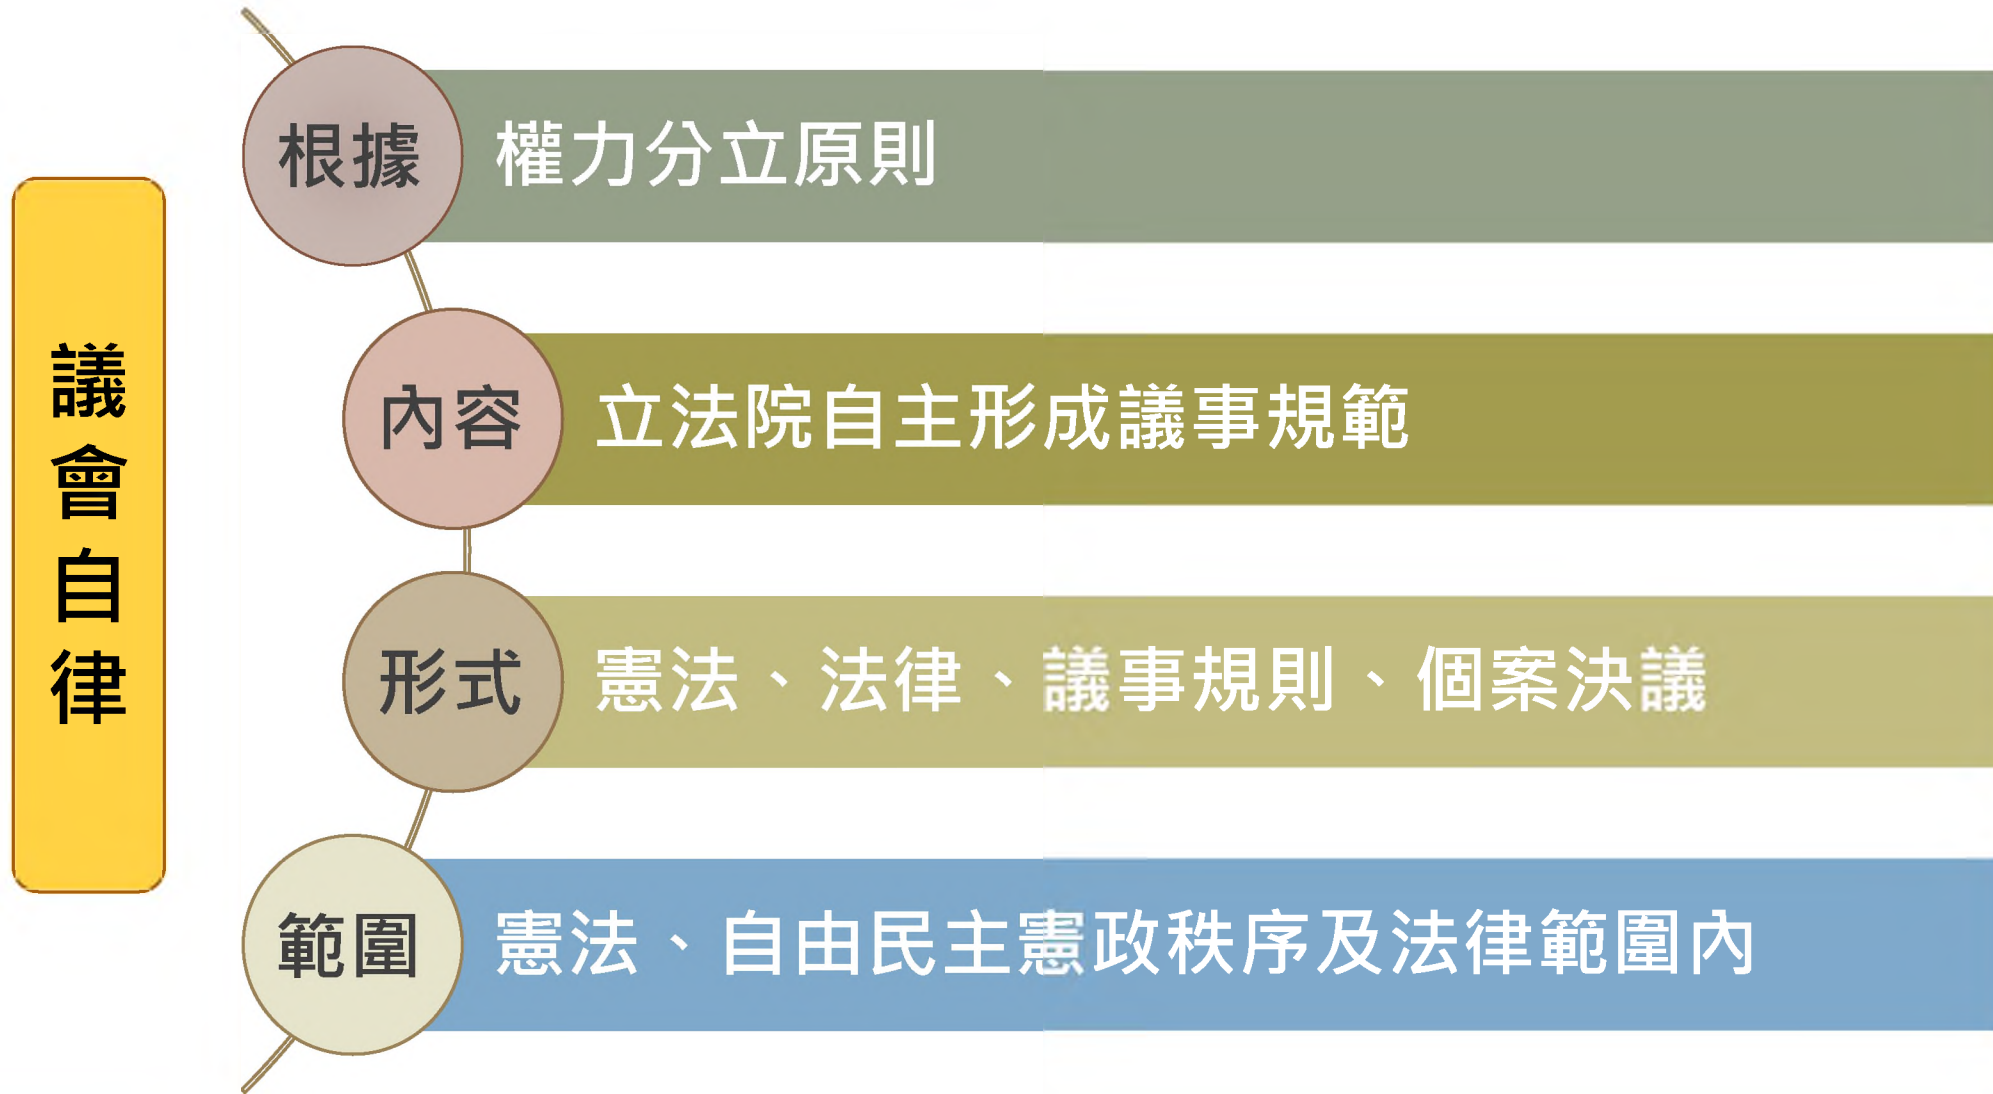 議會自律
根據
權力分立原則
內容
立法院自主形成議事規範
形式
憲法、法律、議事規則、個案決議
範圍
憲法、自由民主憲政秩序及法律範圍內